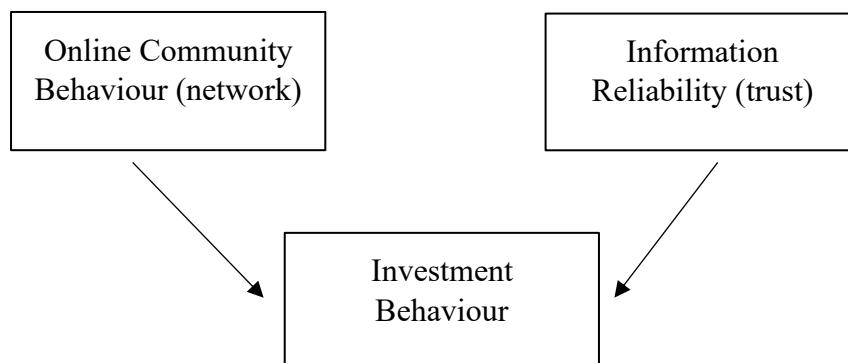 Online Community
Behaviour (network)
Information
Reliability (trust)
Investment
Behaviour